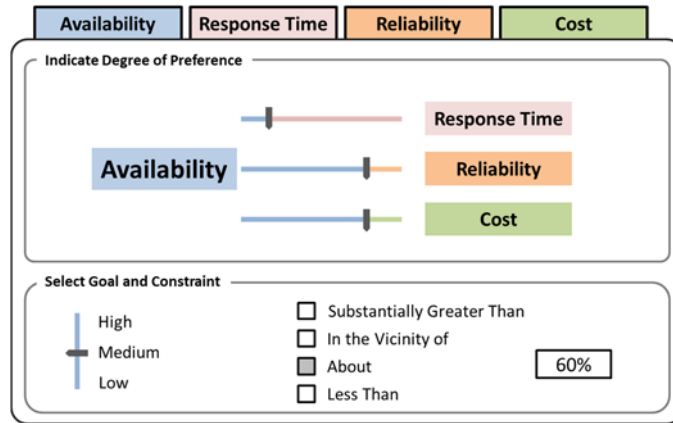 Availability Response Time Reliability Cost
Indicate Degree of Preference
Response Time
Availability Reliability
Cost
Select Goal and Constraint
High
Medium
Low
Substantially Greater Than
In the Vicinity of
About
Less Than
60%